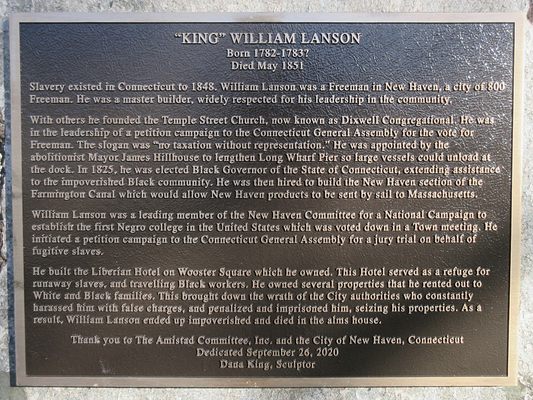 “KING” WILLIAM LANSON
Born 1782-1783?
Died May 1851
Slavery existed in Connecticut to 1848. William Lanson was a Freeman in New Haven, a city of 800
Freeman. He was a master builder, widely respected for his leadership in the community.
With others he founded the Temple Street Church, now known as Dixwell Congregational. He was
in the leadership of a petition campaign to the Connecticut General Assembly for the vote for
Freeman. The slogan was “no taxation without representation.” He was appointed by the
abolitionist Mayor James Hillhouse to lengthen Long Wharf Pier so large vessels could unload at
the dock. In 1825, he was elected Black Governor of the State of Connecticut, extending assistance
to the impoverished Black community. He was then hired to build the New Haven section of the
Farmington Canal which would allow New Haven products to be sent by sail to Massachusetts.
William Lanson was a leading member of the New Haven Committee for a National Campaign to
establish the first Negro college in the United States which was voted down in a Town meeting. He
initiated a petition campaign to the Connecticut General Assembly for a jury trial on behalf of
fugitive slaves.
He built the Liberian Hotel on Wooster Square which he owned. This Hotel served as a refuge for
runaway slaves, and travelling Black workers. He owned several properties that he rented out to
White and Black families. This brought down the wrath of the City authorities who constantly
harassed him with false charges, and penalized and imprisoned him, seizing his properties. As a
result, William Lanson ended up impoverished and died in the alms house.
Thank you to The Amistad Committee, Inc. and the City of New Haven, Connecticut
Dedicated September 26, 2020
Dana King, Sculptor